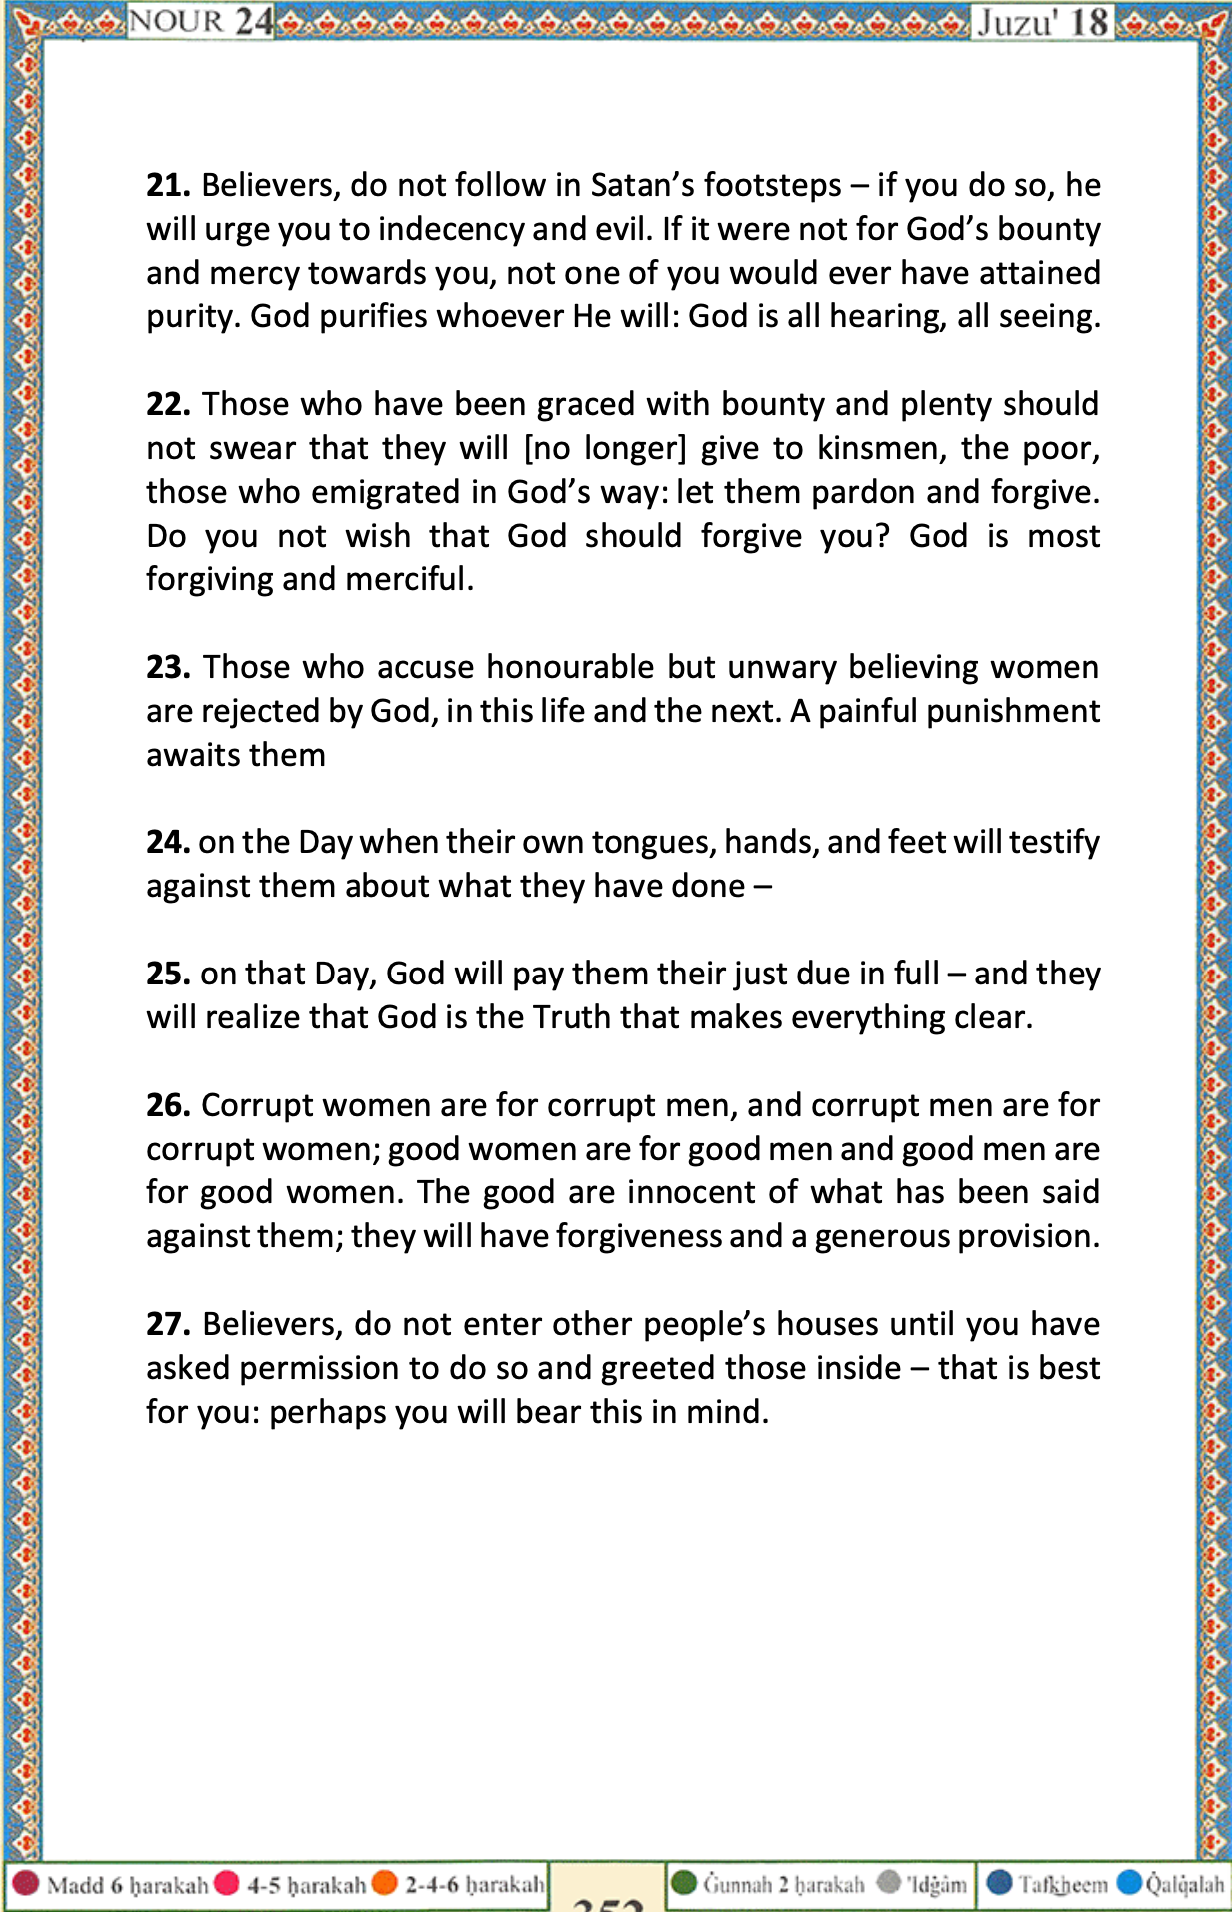 NOUR 24
Juzu' 18
21. Believers, do not follow in Satan’s footsteps – if you do so, he
will urge you to indecency and evil. If it were not for God’s bounty
and mercy towards you, not one of you would ever have attained
purity. God purifies whoever He will: God is all hearing, all seeing.
22. Those who have been graced with bounty and plenty should
not swear that they will [no longer] give to kinsmen, the poor,
those who emigrated in God’s way: let them pardon and forgive.
Do you not wish that God should forgive you? God is most
forgiving and merciful.
23. Those who accuse honourable but unwary believing women
are rejected by God, in this life and the next. A painful punishment
awaits them
24. on the Day when their own tongues, hands, and feet will testify
against them about what they have done –
25. on that Day, God will pay them their just due in full – and they
will realize that God is the Truth that makes everything clear.
26. Corrupt women are for corrupt men, and corrupt men are for
corrupt women; good women are for good men and good men are
for good women. The good are innocent of what has been said
against them; they will have forgiveness and a generous provision.
27. Believers, do not enter other people’s houses until you have
asked permission to do so and greeted those inside – that is best
for you: perhaps you will bear this in mind.
Madd 6 ḥarakah 4-5 ḥarakah 2-4-6 ḥarakah
352
Ġunnah 2 ḥarakah 'Idġâm
Tafk͟heem Q̇alq̇alah